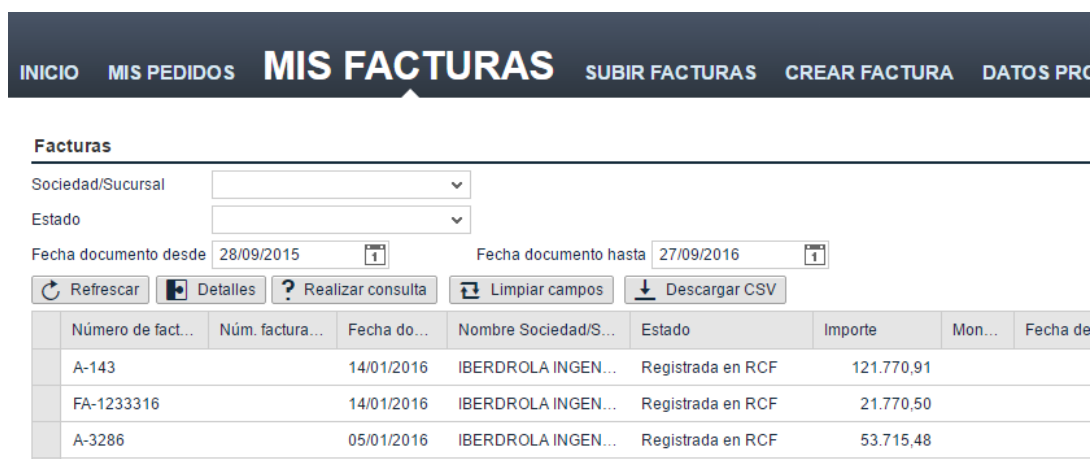 INICIO MIS PEDIDOS MIS FACTURAS SUBIR FACTURAS CREAR FACTURA DATOS PRO
Facturas
Sociedad/Sucursal
Estado
Fecha documento desde 28/09/2015 Fecha documento hasta 27/09/2016
Refrescar Detalles ? Realizar consulta Limpiar campos Descargar CSV
Número de fact... Núm. factura... Fecha do... Nombre Sociedad/S... Estado Importe Mon... Fecha de
A-143 14/01/2016 IBERDROLA INGEN... Registrada en RCF 121.770,91
FA-1233316 14/01/2016 IBERDROLA INGEN... Registrada en RCF 21.770,50
A-3286 05/01/2016 IBERDROLA INGEN... Registrada en RCF 53.715,48